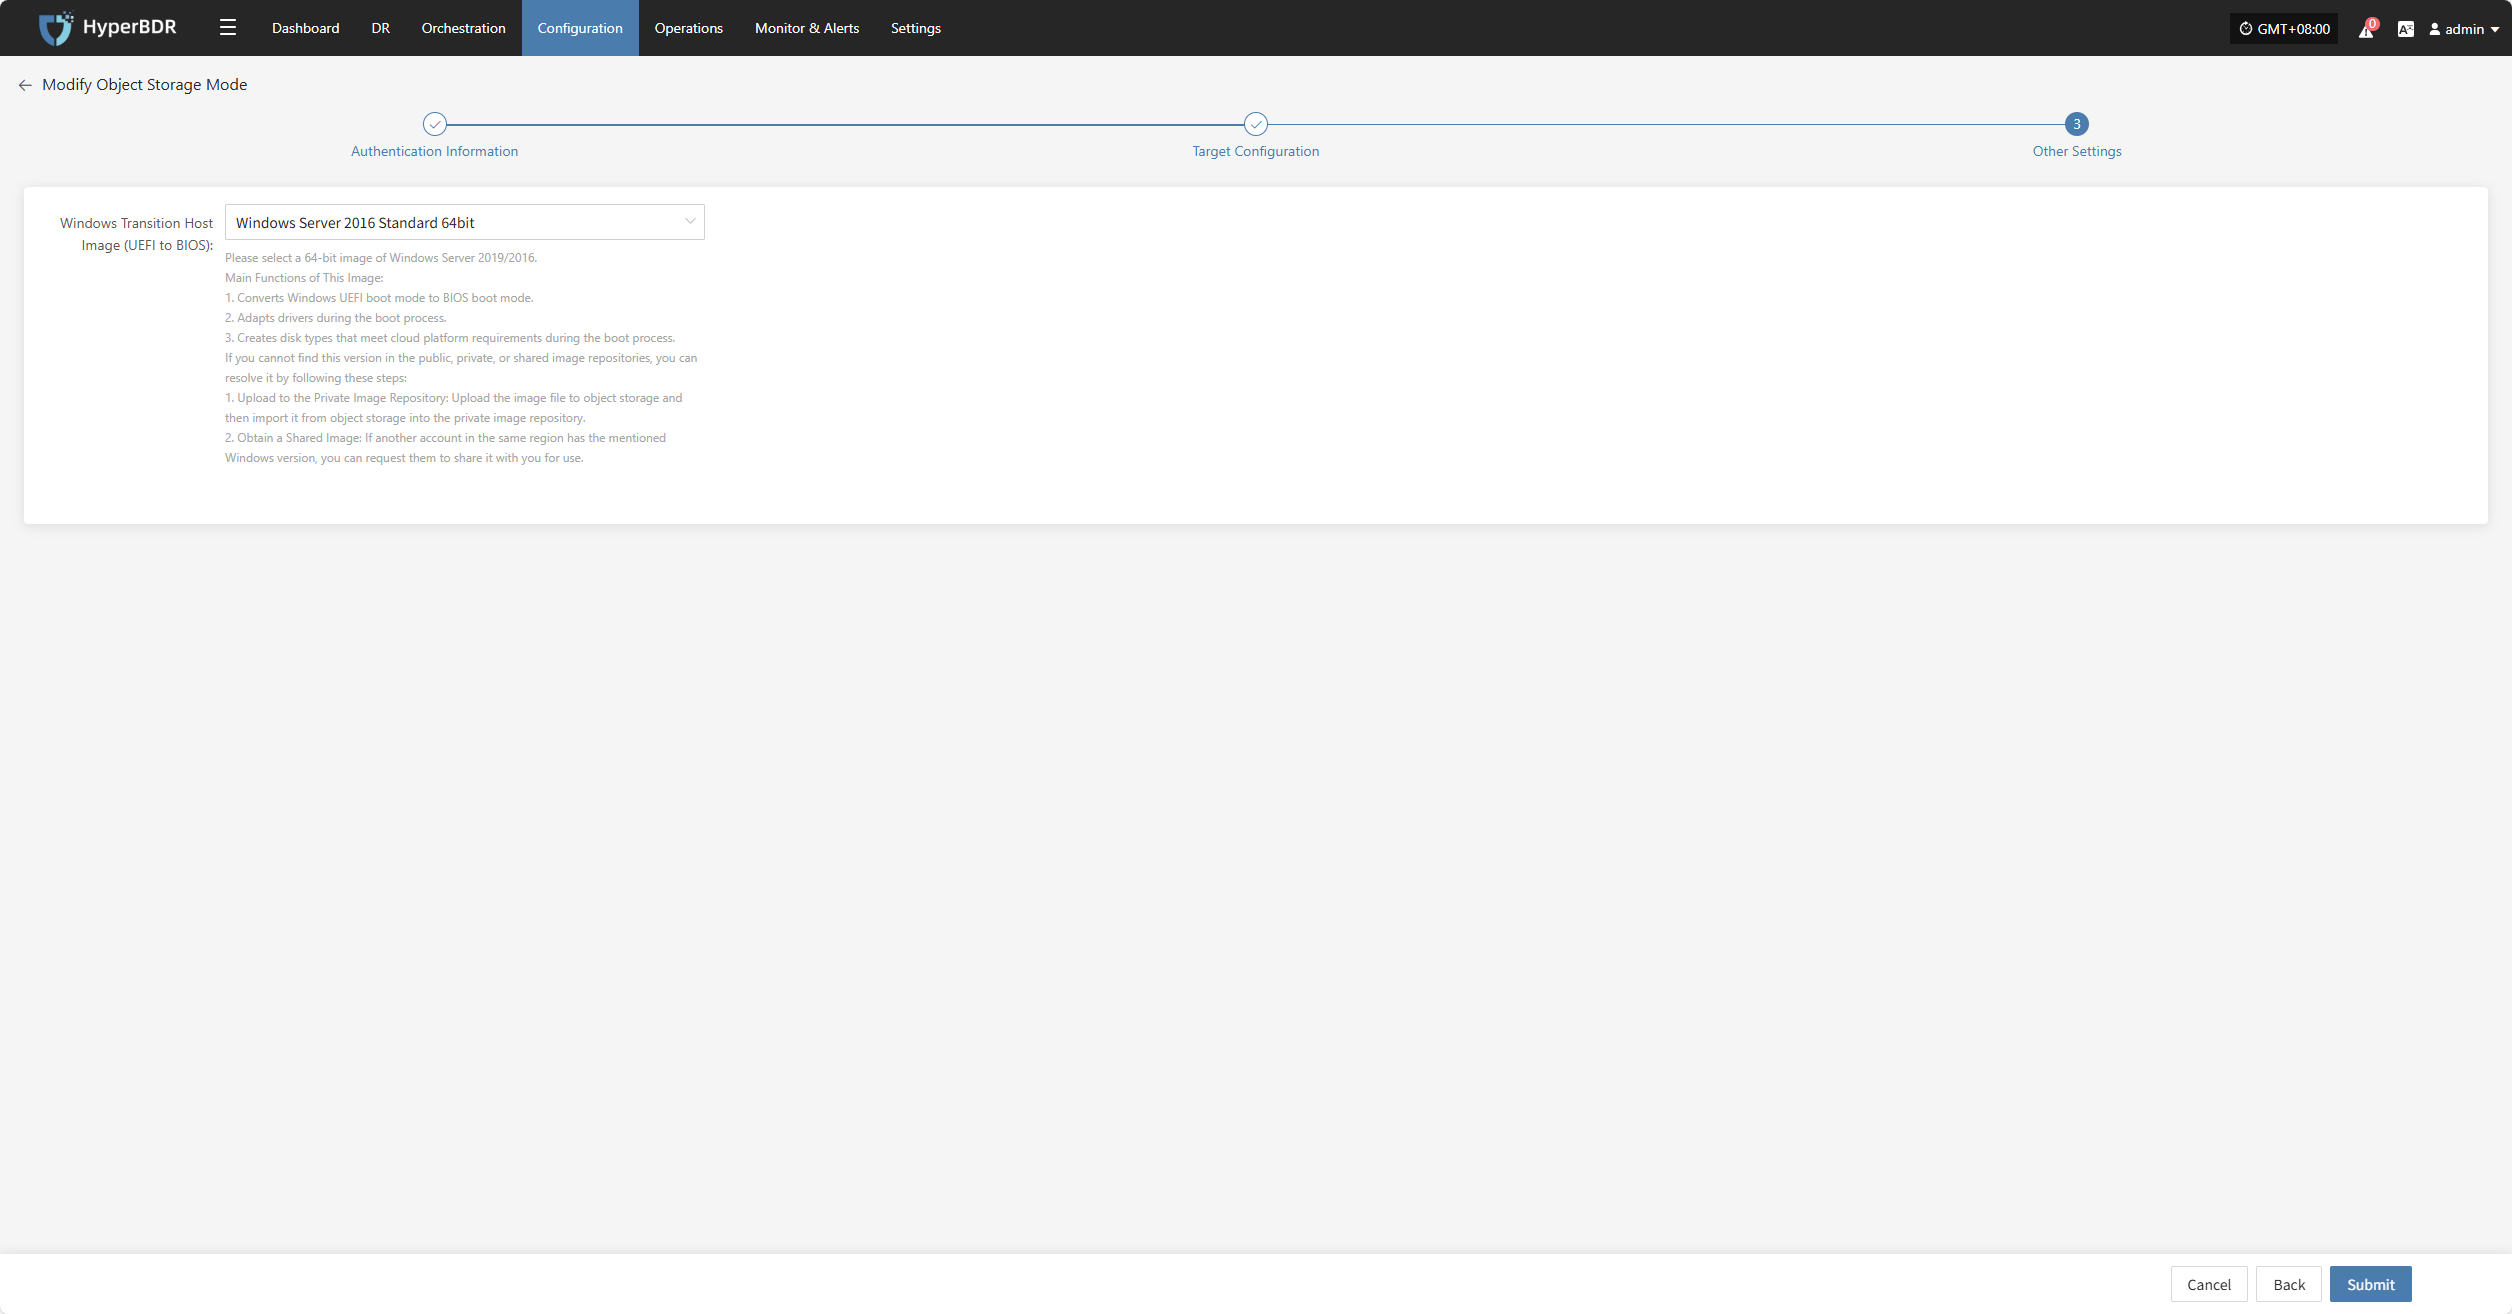 HyperBDR
Dashboard
DR
Orchestration
Configuration
Operations
Monitor & Alerts
Settings
GMT+08:00
0
admin
Modify Object Storage Mode
3
Authentication Information
Target Configuration
Other Settings
Windows Transition Host
Image (UEFI to BIOS):
Windows Server 2016 Standard 64bit
Please select a 64-bit image of Windows Server 2019/2016.
Main Functions of This Image:
1. Converts Windows UEFI boot mode to BIOS boot mode.
2. Adapts drivers during the boot process.
3. Creates disk types that meet cloud platform requirements during the boot process.
If you cannot find this version in the public, private, or shared image repositories, you can
resolve it by following these steps:
1. Upload to the Private Image Repository: Upload the image file to object storage and
then import it from object storage into the private image repository.
2. Obtain a Shared Image: If another account in the same region has the mentioned
Windows version, you can request them to share it with you for use.
Cancel
Back
Submit